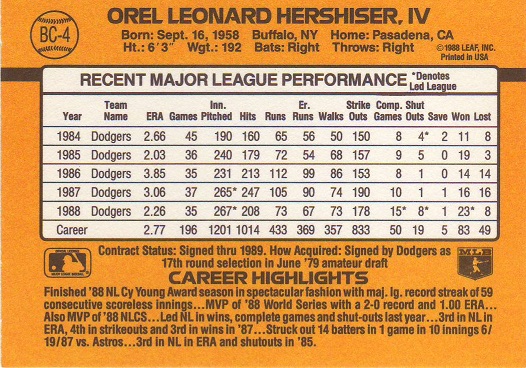 BC-4
OREL LEONARD HERSHISER, IV
Born: Sept. 16, 1958 Buffalo, NY Home: Pasadena, CA
Ht.: 6'3" Wgt.: 192 Bats: Right Throws: Right
©1988 LEAF, INC.
Printed in USA
RECENT MAJOR LEAGUE PERFORMANCE *Denotes Led League
Year Team Name ERA Games Inn. Pitched Hits Runs Er. Runs Walks Strike Outs Comp. Games Shut Outs Save Won Lost
1984 Dodgers 2.66 45 190 160 65 56 50 150 8 4* 2 11 8
1985 Dodgers 2.03 36 240 179 72 54 68 157 9 5 0 19 3
1986 Dodgers 3.85 35 231 213 112 99 86 153 8 1 0 14 14
1987 Dodgers 3.06 37 265* 247 105 90 74 190 10 1 1 16 16
1988 Dodgers 2.26 35 267* 208 73 67 73 178 15* 8* 1 23* 8
Career 2.77 196 1201 1014 433 369 357 833 50 19 5 83 49
Contract Status: Signed thru 1989. How Acquired: Signed by Dodgers as
17th round selection in June '79 amateur draft
MLB
CAREER HIGHLIGHTS
Finished '88 NL Cy Young Award season in spectacular fashion with maj. lg. record streak of 59
consecutive scoreless innings...MVP of '88 World Series with a 2-0 record and 1.00 ERA...
Also MVP of '88 NLCS...Led NL in wins, complete games and shut-outs last year...3rd in NL in
ERA, 4th in strikeouts and 3rd in wins in '87...Struck out 14 batters in 1 game in 10 innings 6/
19/87 vs. Astros...3rd in NL in ERA and shutouts in '85.